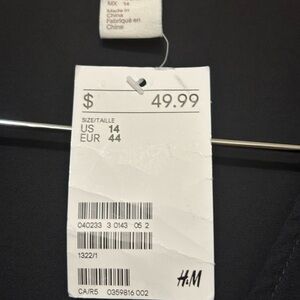 MX 14
Made in
China
Fabriqué en
Chine
$ 49.99
SIZE/TAILLE
US 14
EUR 44
040233 3 0143 05 2
1322/1
CA/R5 0359816 002
H&M